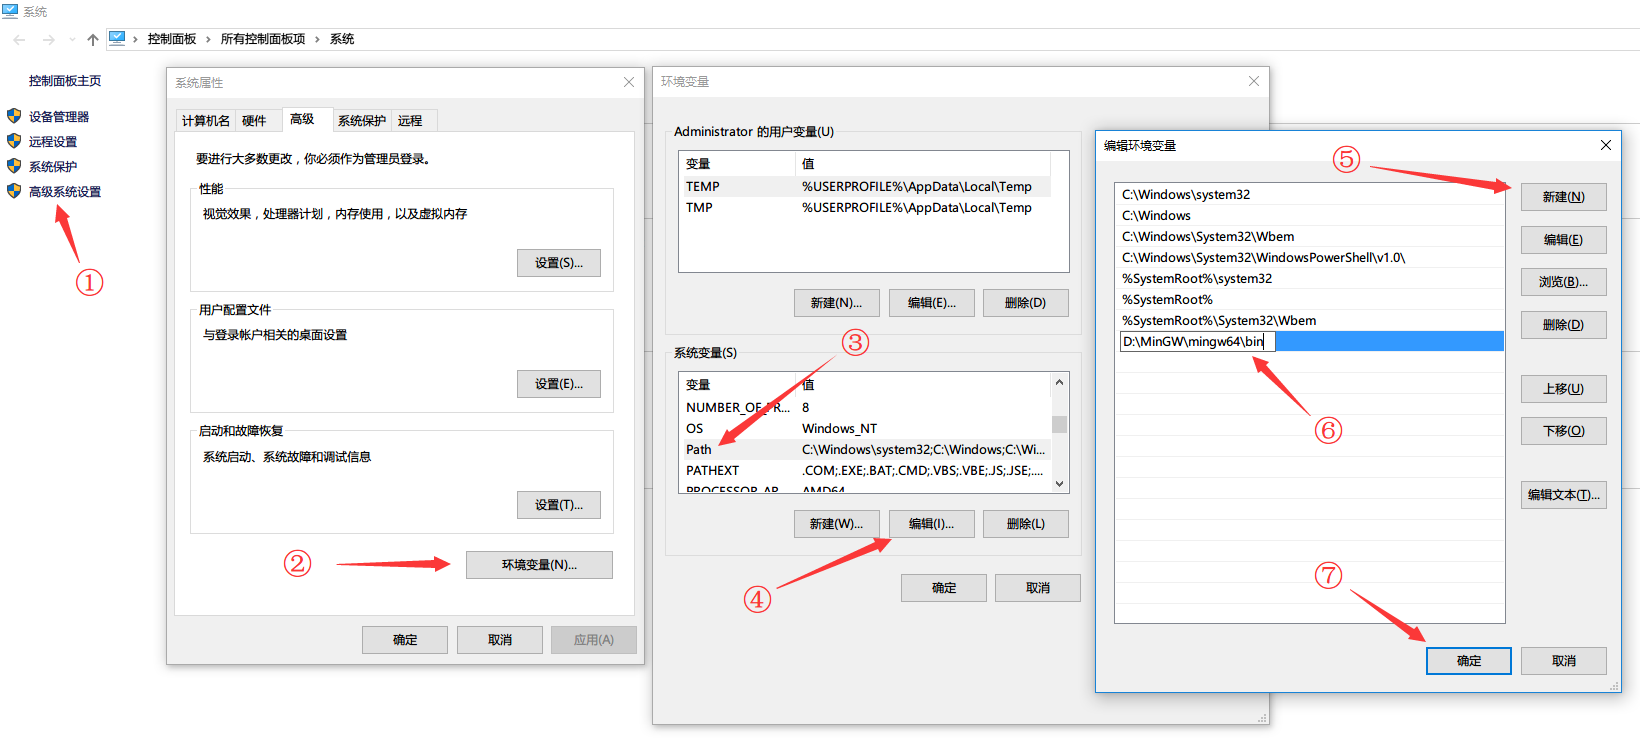 系统
控制面板 › 所有控制面板项 › 系统
控制面板主页
设备管理器
远程设置
系统保护
高级系统设置
①
系统属性
计算机名 硬件 高级 系统保护 远程
要进行大多数更改，你必须作为管理员登录。
性能
视觉效果，处理器计划，内存使用，以及虚拟内存
设置(S)...
用户配置文件
与登录帐户相关的桌面设置
设置(E)...
启动和故障恢复
系统启动、系统故障和调试信息
设置(T)...
②
环境变量(N)...
确定 取消 应用(A)
环境变量
Administrator 的用户变量(U)
变量 值
TEMP %USERPROFILE%\AppData\Local\Temp
TMP %USERPROFILE%\AppData\Local\Temp
新建(N)... 编辑(E)... 删除(D)
③
系统变量(S)
变量 值
NUMBER_OF_PR... 8
OS Windows_NT
Path C:\Windows\system32;C:\Windows;C:\Wi...
PATHEXT .COM;.EXE;.BAT;.CMD;.VBS;.VBE;.JS;.JSE;....
PROCESSOR_AR... AMD64
新建(W)... 编辑(I)... 删除(L)
④
确定 取消
编辑环境变量
⑤
C:\Windows\system32
C:\Windows
C:\Windows\System32\Wbem
C:\Windows\System32\WindowsPowerShell\v1.0\
%SystemRoot%\system32
%SystemRoot%
%SystemRoot%\System32\Wbem
D:\MinGW\mingw64\bin
⑥
⑦
新建(N)
编辑(E)
浏览(B)...
删除(D)
上移(U)
下移(O)
编辑文本(T)...
确定 取消